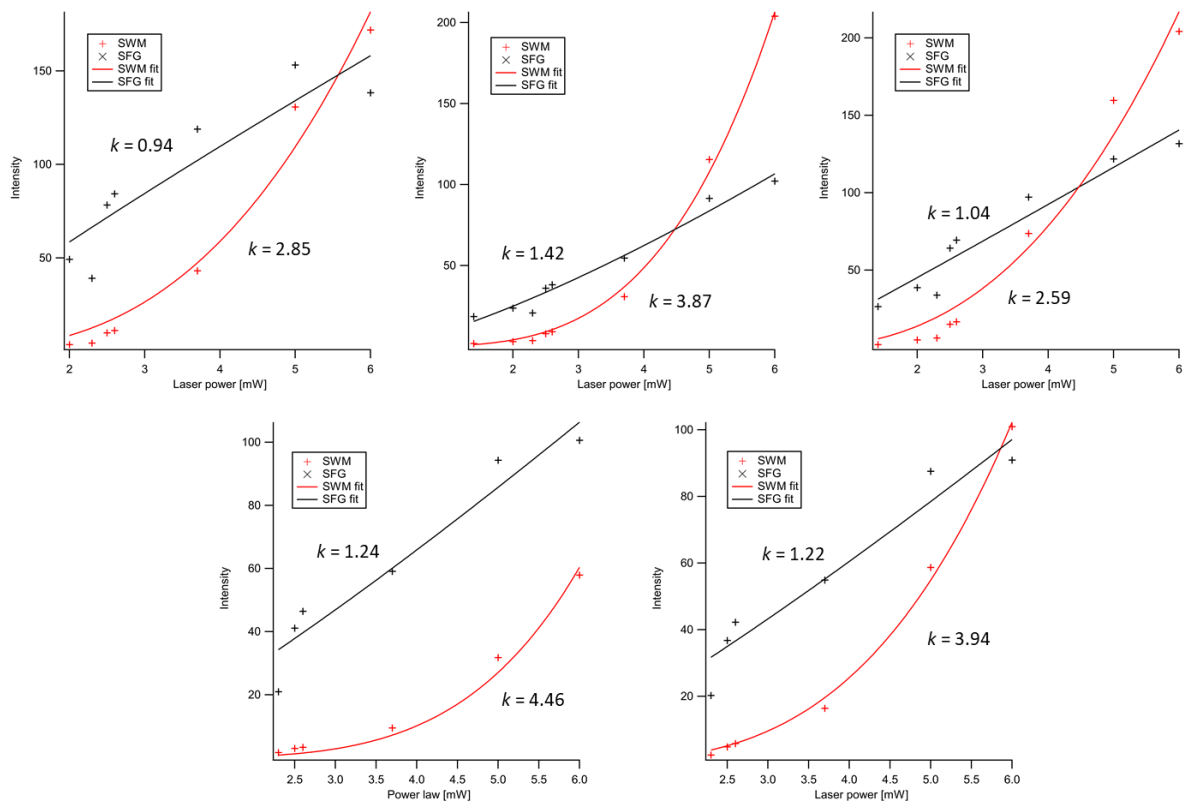 SWM
SFG
SWM fit
SFG fit
150
100
50
Intensity
k = 0.94
k = 2.85
2 3 4 5 6
Laser power [mW]
SWM
SFG
SWM fit
SFG fit
200
150
100
50
Intensity
k = 1.42
k = 3.87
2 3 4 5 6
Laser power [mW]
SWM
SFG
SWM fit
SFG fit
200
150
100
50
Intensity
k = 1.04
k = 2.59
2 3 4 5 6
Laser power [mW]
SWM
SFG
SWM fit
SFG fit
100
80
60
40
20
Intensity
k = 1.24
k = 4.46
2.5 3.0 3.5 4.0 4.5 5.0 5.5 6.0
Power law [mW]
SWM
SFG
SWM fit
SFG fit
100
80
60
40
20
Intensity
k = 1.22
k = 3.94
2.5 3.0 3.5 4.0 4.5 5.0 5.5 6.0
Laser power [mW]